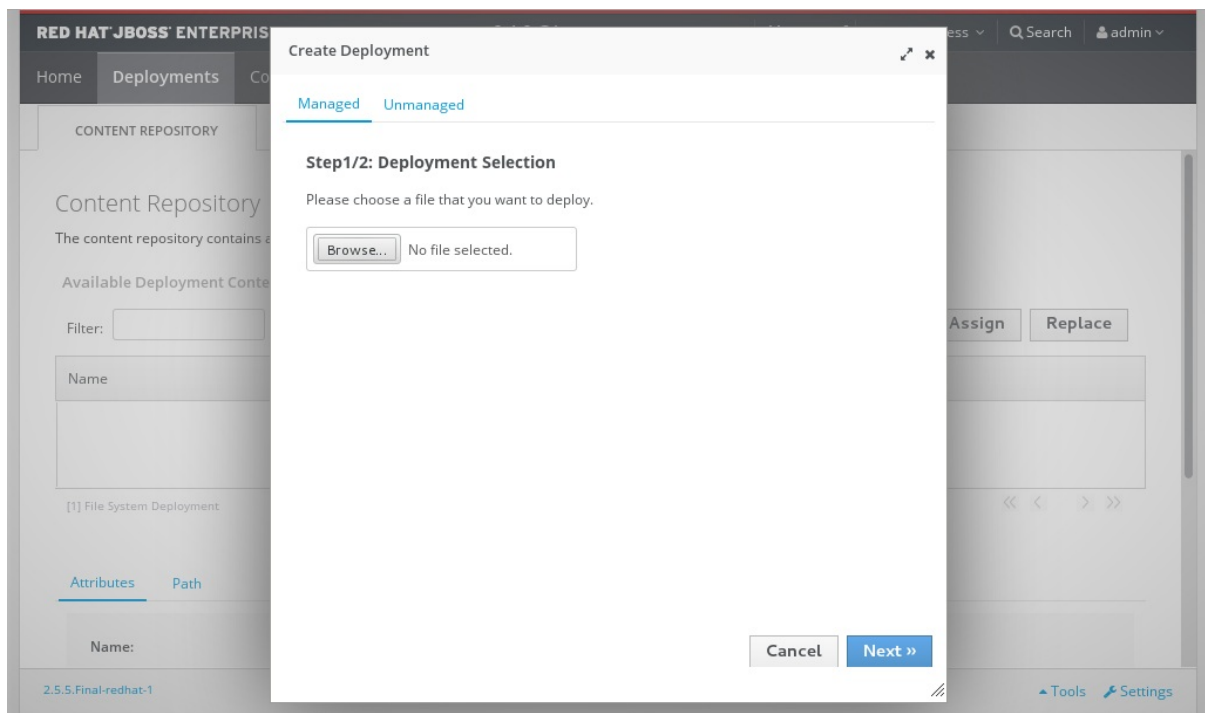 RED HAT JBOSS ENTERPRIS
Search
admin
Home Deployments Co
CONTENT REPOSITORY
Content Repository
The content repository contains
Available Deployment Conte
Filter:
Assign Replace
Name
[1] File System Deployment
« < > »
Attributes Path
Name:
2.5.5.Final-redhat-1
Tools Settings
Create Deployment
Managed Unmanaged
Step1/2: Deployment Selection
Please choose a file that you want to deploy.
Browse... No file selected.
Cancel Next »